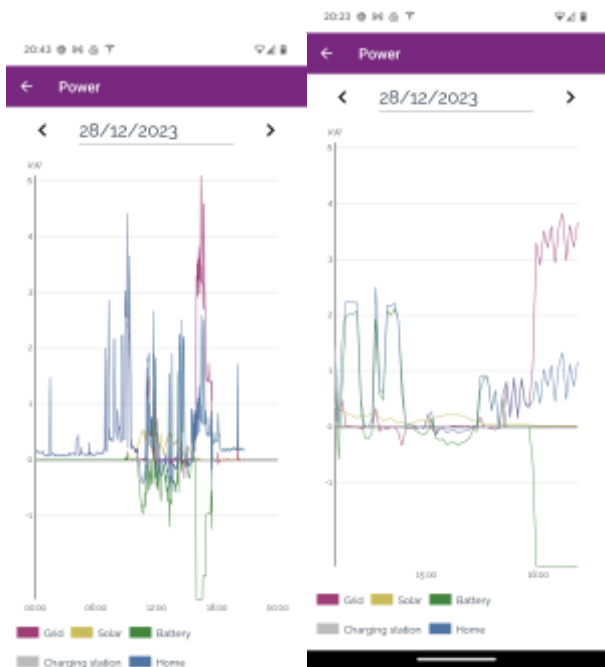 20:43
Power
28/12/2023
kW
5
4
3
2
1
0
-1
00:00 06:00 12:00 18:00 00:00
Grid Solar Battery
Charging station Home
20:23
Power
28/12/2023
kW
5
4
3
2
1
0
-1
15:00 16:00
Grid Solar Battery
Charging station Home